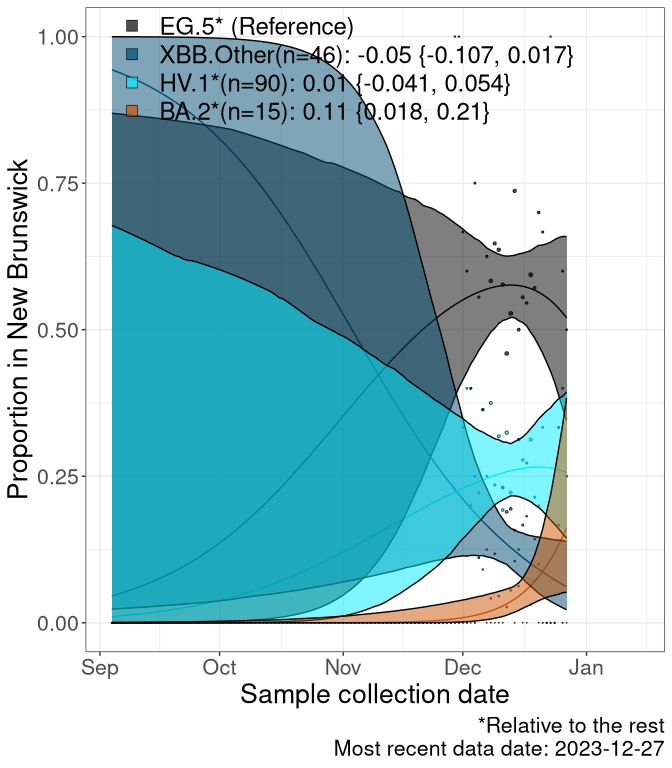 EG.5* (Reference)
XBB.Other(n=46): -0.05 {-0.107, 0.017}
HV.1*(n=90): 0.01 {-0.041, 0.054}
BA.2*(n=15): 0.11 {0.018, 0.21}
1.00
0.75
0.50
0.25
0.00
Proportion in New Brunswick
Sep Oct Nov Dec Jan
Sample collection date
*Relative to the rest
Most recent data date: 2023-12-27